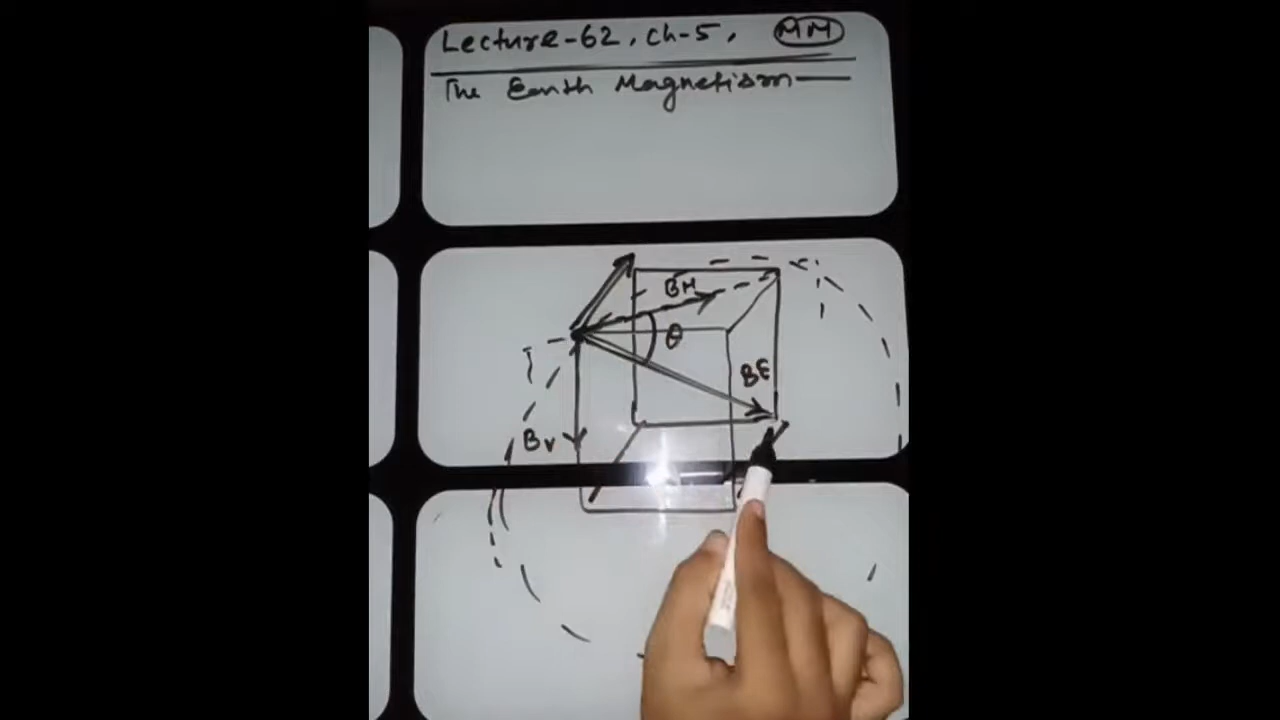 Lecture-62, Ch-5, MM
The Earth Magnetism
BH
θ
BE
Bv